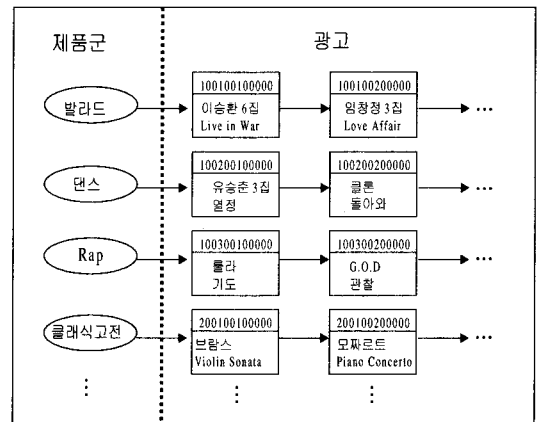 제품군
광고
발라드
100100100000
이승환 6집
Live in War
100100200000
임창정 3집
Love Affair
...
댄스
100200100000
유승준 3집
열정
100200200000
클론
돌아와
...
Rap
100300100000
룰라
기도
100300200000
G.O.D
관찰
...
클래식고전
200100100000
브람스
Violin Sonata
200100200000
모짜르트
Piano Concerto
...